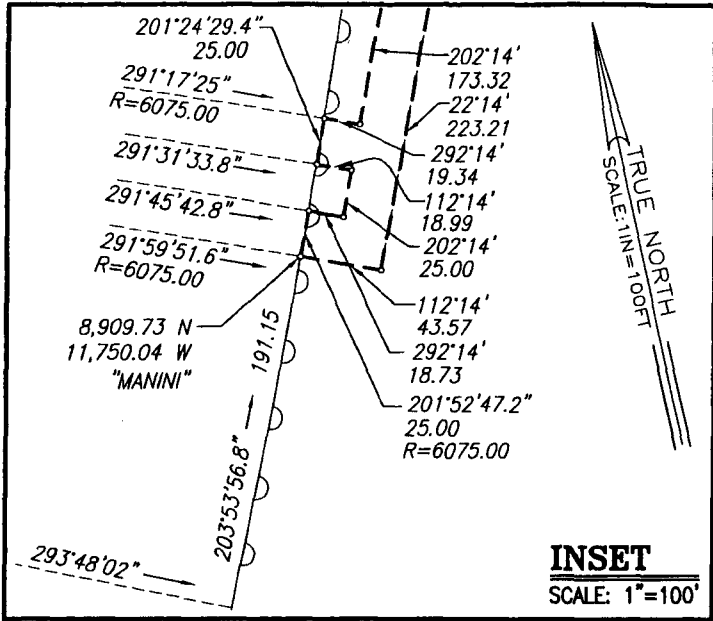 201°24'29.4"
25.00
291°17'25"
R=6075.00
291°31'33.8"
291°45'42.8"
291°59'51.6"
R=6075.00
8,909.73 N
11,750.04 W
"MANINI"
191.15
203°53'56.8"
293°48'02"
202°14'
173.32
22°14'
223.21
292°14'
19.34
112°14'
18.99
202°14'
25.00
112°14'
43.57
292°14'
18.73
201°52'47.2"
25.00
R=6075.00
TRUE NORTH
SCALE: 1IN=100FT
INSET
SCALE: 1"=100'